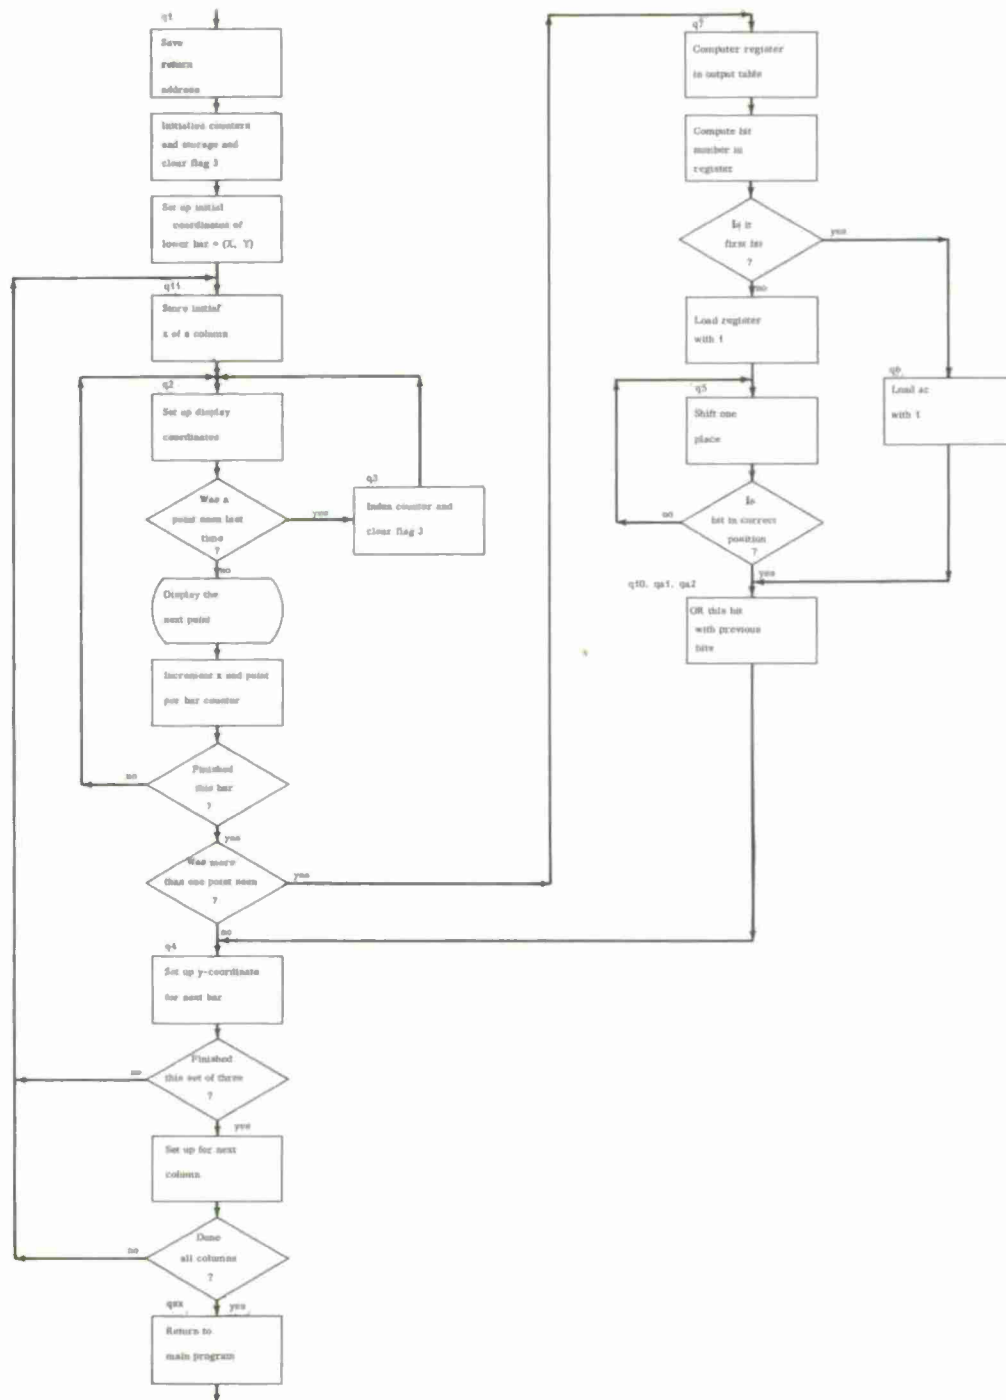 q1
Save
return
address
Initialize counters
and storage and
clear flag 3
Set up initial
coordinates of
lower bar = (X, Y)
q11
Store initial
x of a column
q2
Set up display
coordinates
Was a
point seen last
time
?
yes
q3
Index counter and
clear flag 3
no
Display the
next point
Increment x and point
per bar counter
Finished
this bar
?
no
yes
Was more
than one point seen
?
yes
no
q4
Set up y-coordinate
for next bar
Finished
this set of three
?
no
yes
Set up for next
column
Done
all columns
?
no
yes
qax
Return to
main program
q7
Computer register
in output table
Compute bit
number in
register
Is it
first bit
?
yes
no
Load register
with 1
q6
Load ac
with 1
q5
Shift one
place
Is
bit in correct
position
?
no
yes
q10, qa1, qa2
OR this bit
with previous
bits